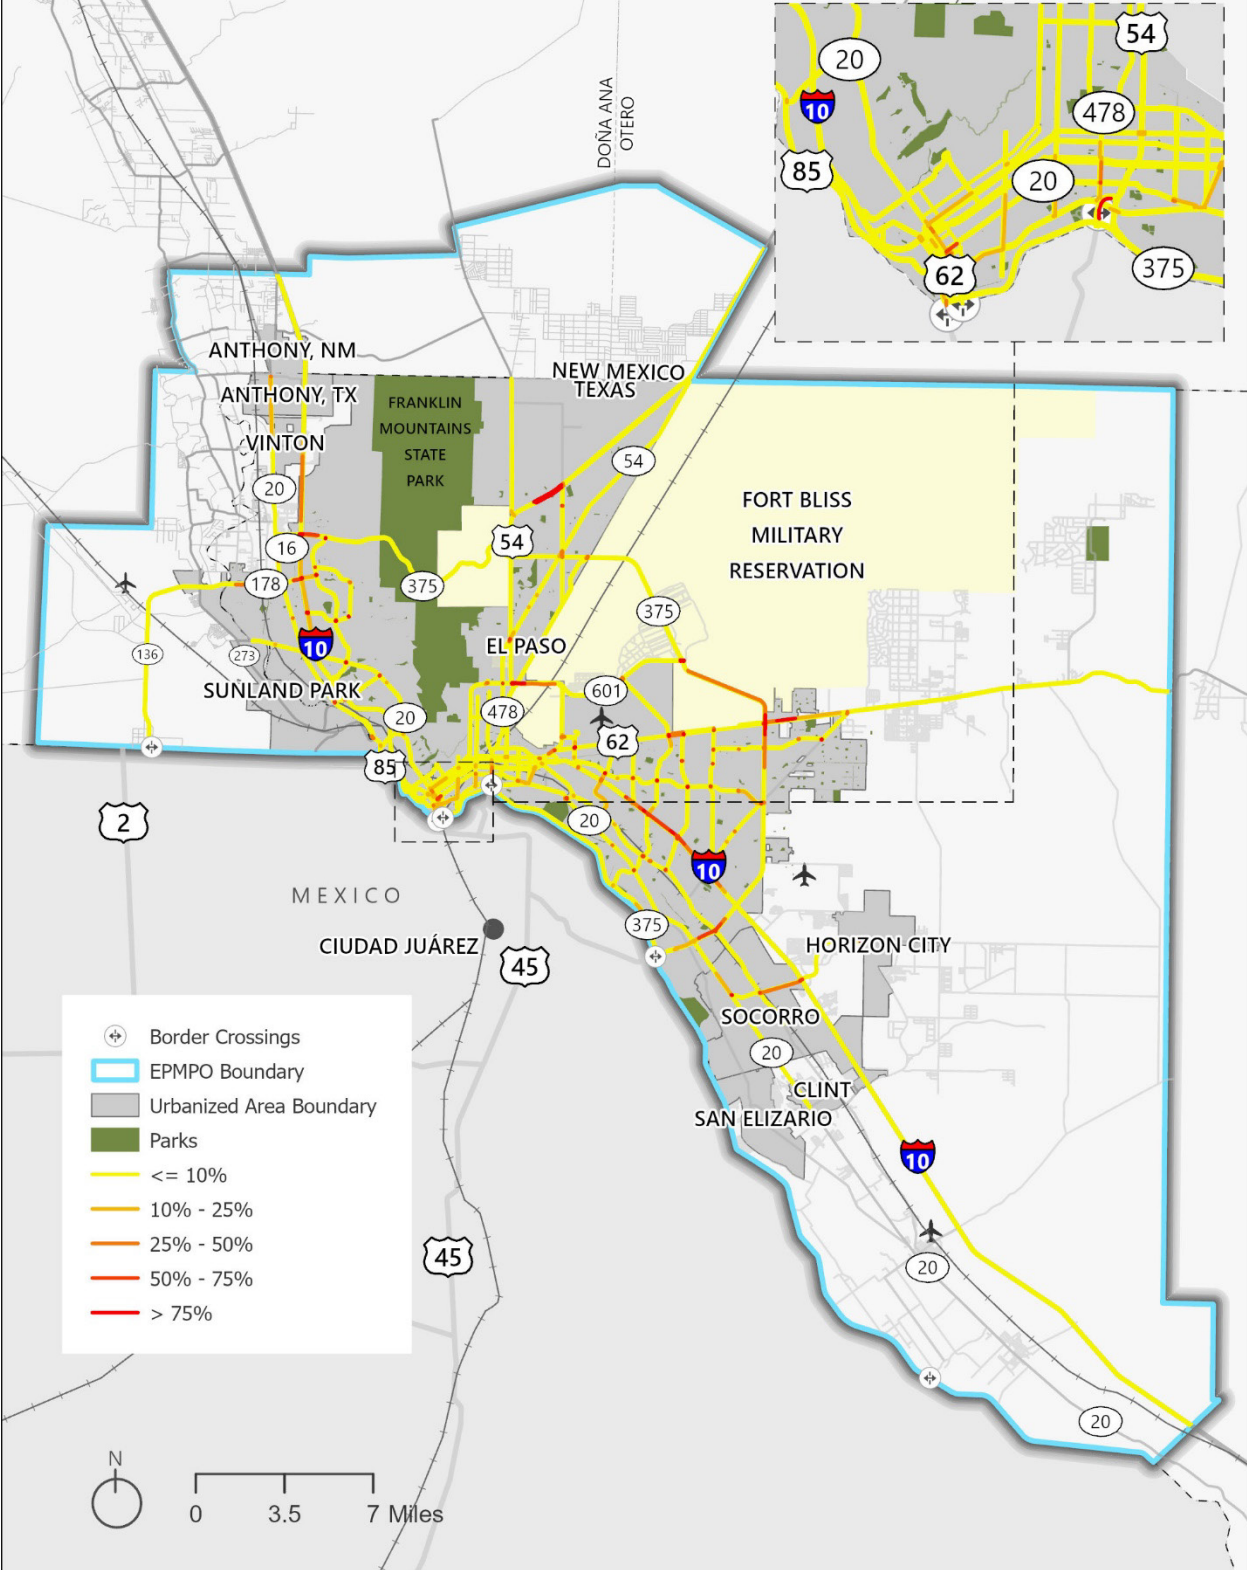 DOÑA ANA
OTERO
20
54
10
478
85
20
62
375
ANTHONY, NM
NEW MEXICO
TEXAS
ANTHONY, TX
FRANKLIN
MOUNTAINS
STATE
PARK
VINTON
54
20
FORT BLISS
MILITARY
RESERVATION
16
54
178
375
375
10
EL PASO
136
273
SUNLAND PARK
601
20
478
62
85
2
20
10
MEXICO
375
CIUDAD JUÁREZ
HORIZON CITY
45
SOCORRO
20
CLINT
SAN ELIZARIO
10
45
20
20
Border Crossings
EPMPO Boundary
Urbanized Area Boundary
Parks
<= 10%
10% - 25%
25% - 50%
50% - 75%
> 75%
N
0 3.5 7 Miles